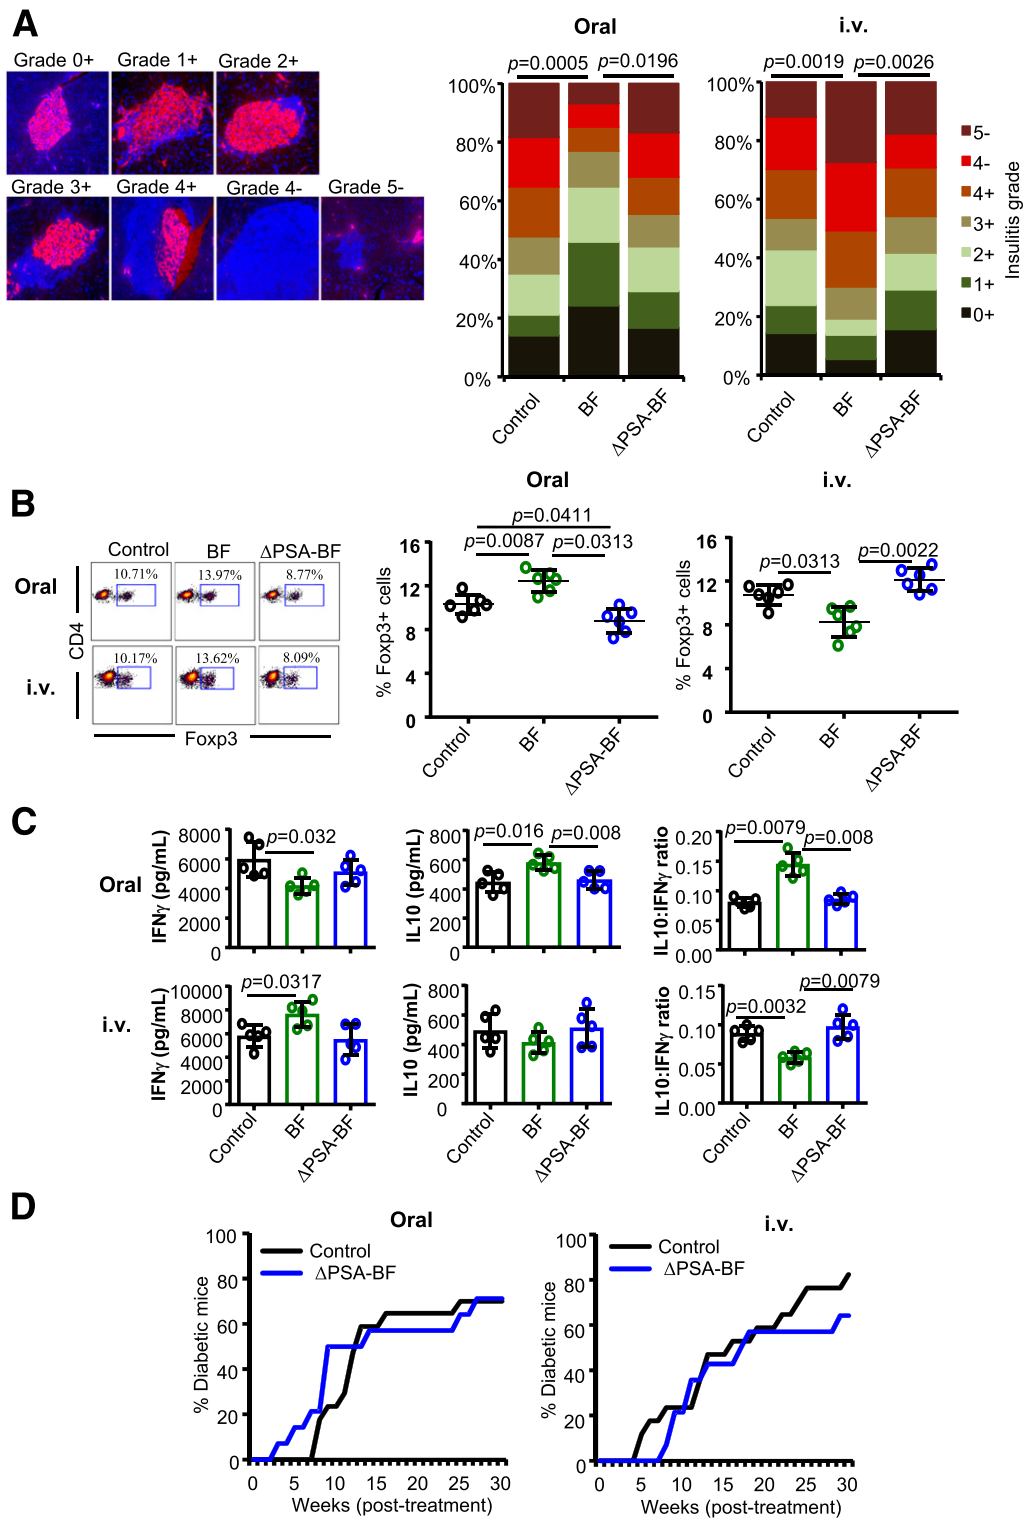 A
Oral
i.v.
Grade 0+ Grade 1+ Grade 2+
Grade 3+ Grade 4+ Grade 4- Grade 5-
p=0.0005 p=0.0196
p=0.0019 p=0.0026
100%
80%
60%
40%
20%
0%
Control
BF
ΔPSA-BF
100%
80%
60%
40%
20%
0%
Control
BF
ΔPSA-BF
5-
4-
4+
3+
2+
1+
0+
Insulitis grade
B
Oral
i.v.
Control BF ΔPSA-BF
Oral
10.71% 13.97% 8.77%
i.v.
10.17% 13.62% 8.09%
CD4
Foxp3
p=0.0411
p=0.0087 p=0.0313
% Foxp3+ cells
16
12
8
4
0
Control
BF
ΔPSA-BF
p=0.0313 p=0.0022
% Foxp3+ cells
16
12
8
4
0
Control
BF
ΔPSA-BF
C
Oral
IFNγ (pg/mL)
8000
6000
4000
2000
0
p=0.032
IL10 (pg/mL)
800
600
400
200
0
p=0.016 p=0.008
IL10:IFNγ ratio
0.20
0.15
0.10
0.05
0.00
p=0.0079 p=0.008
i.v.
IFNγ (pg/mL)
10000
8000
6000
4000
2000
0
p=0.0317
Control
BF
ΔPSA-BF
IL10 (pg/mL)
800
600
400
200
0
Control
BF
ΔPSA-BF
IL10:IFNγ ratio
0.15
0.10
0.05
0.00
p=0.0032 p=0.0079
Control
BF
ΔPSA-BF
D
Oral
% Diabetic mice
100
80
60
40
20
0
Control
ΔPSA-BF
0 5 10 15 20 25 30
Weeks (post-treatment)
i.v.
% Diabetic mice
100
80
60
40
20
0
Control
ΔPSA-BF
0 5 10 15 20 25 30
Weeks (post-treatment)